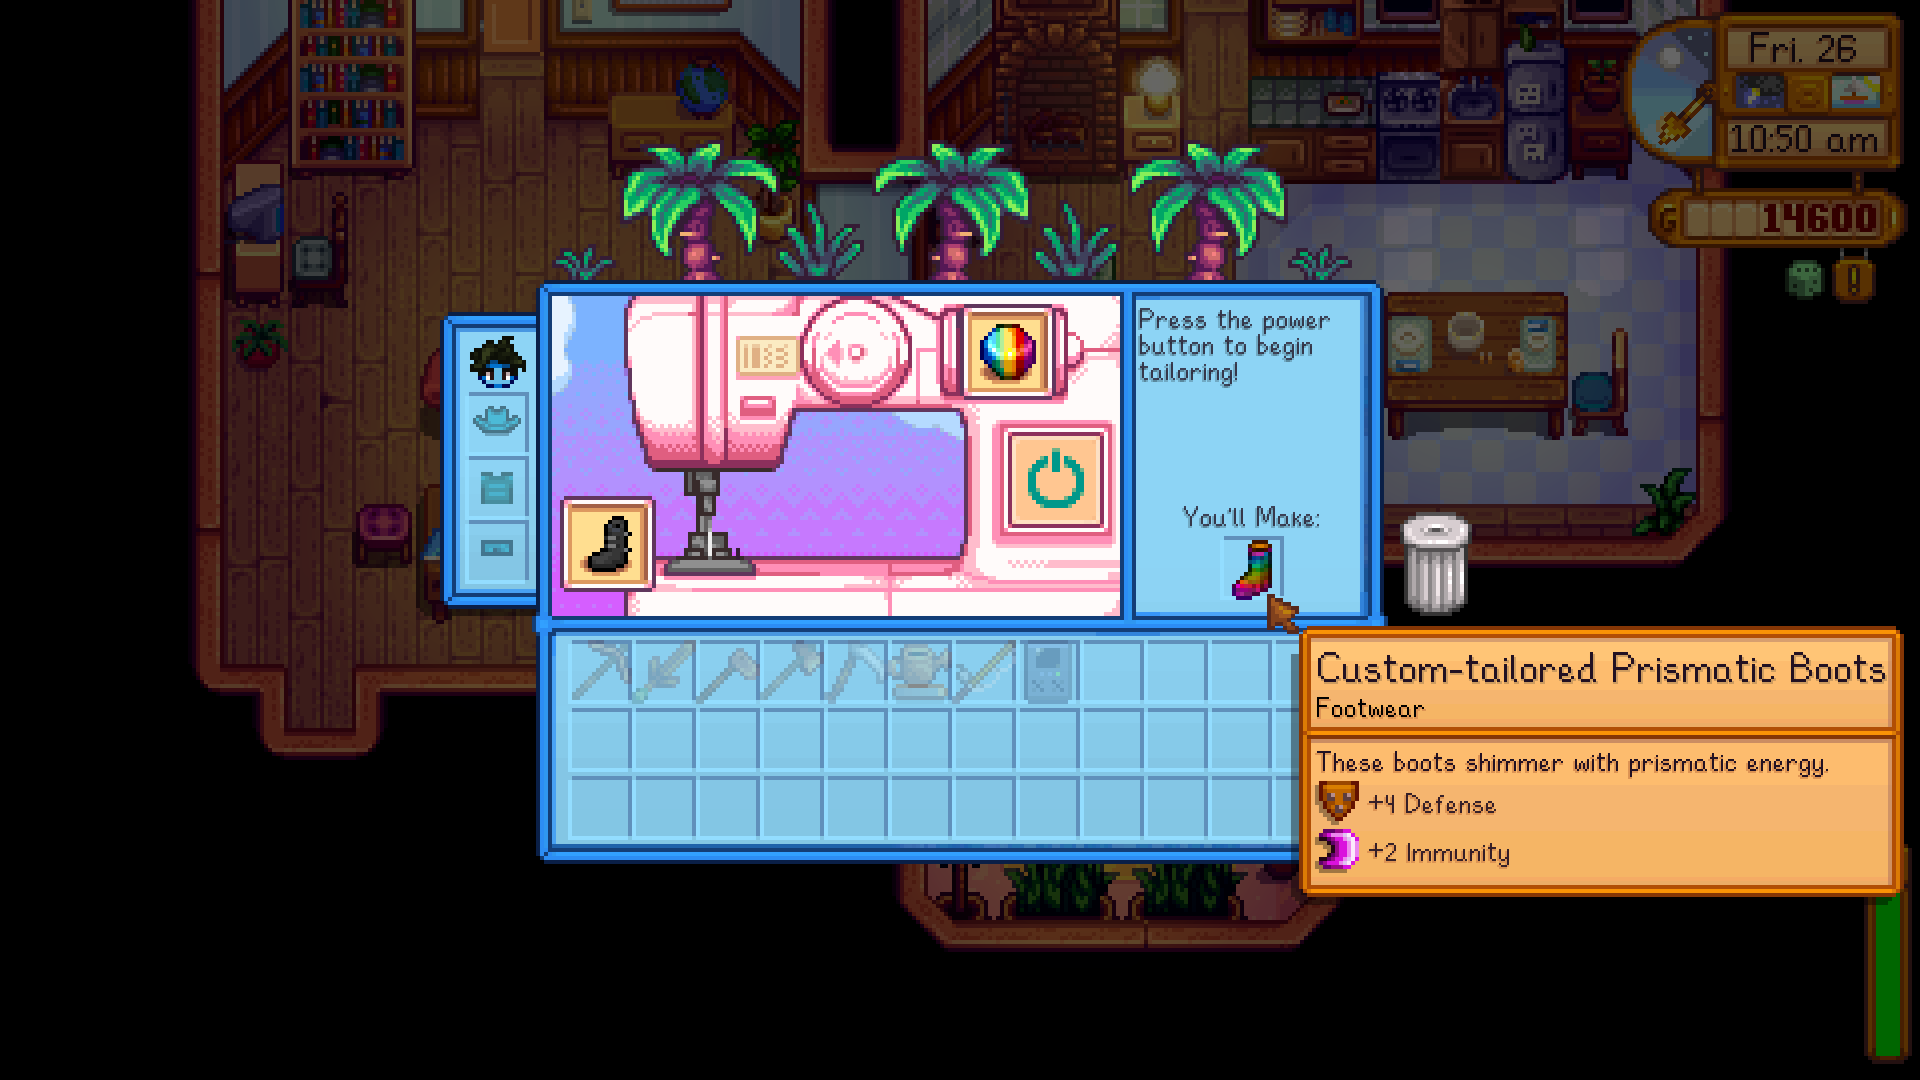 Fri. 26
10:50 am
14600
Press the power
button to begin
tailoring!
You'll Make:
Custom-tailored Prismatic Boots
Footwear
These boots shimmer with prismatic energy.
+4 Defense
+2 Immunity